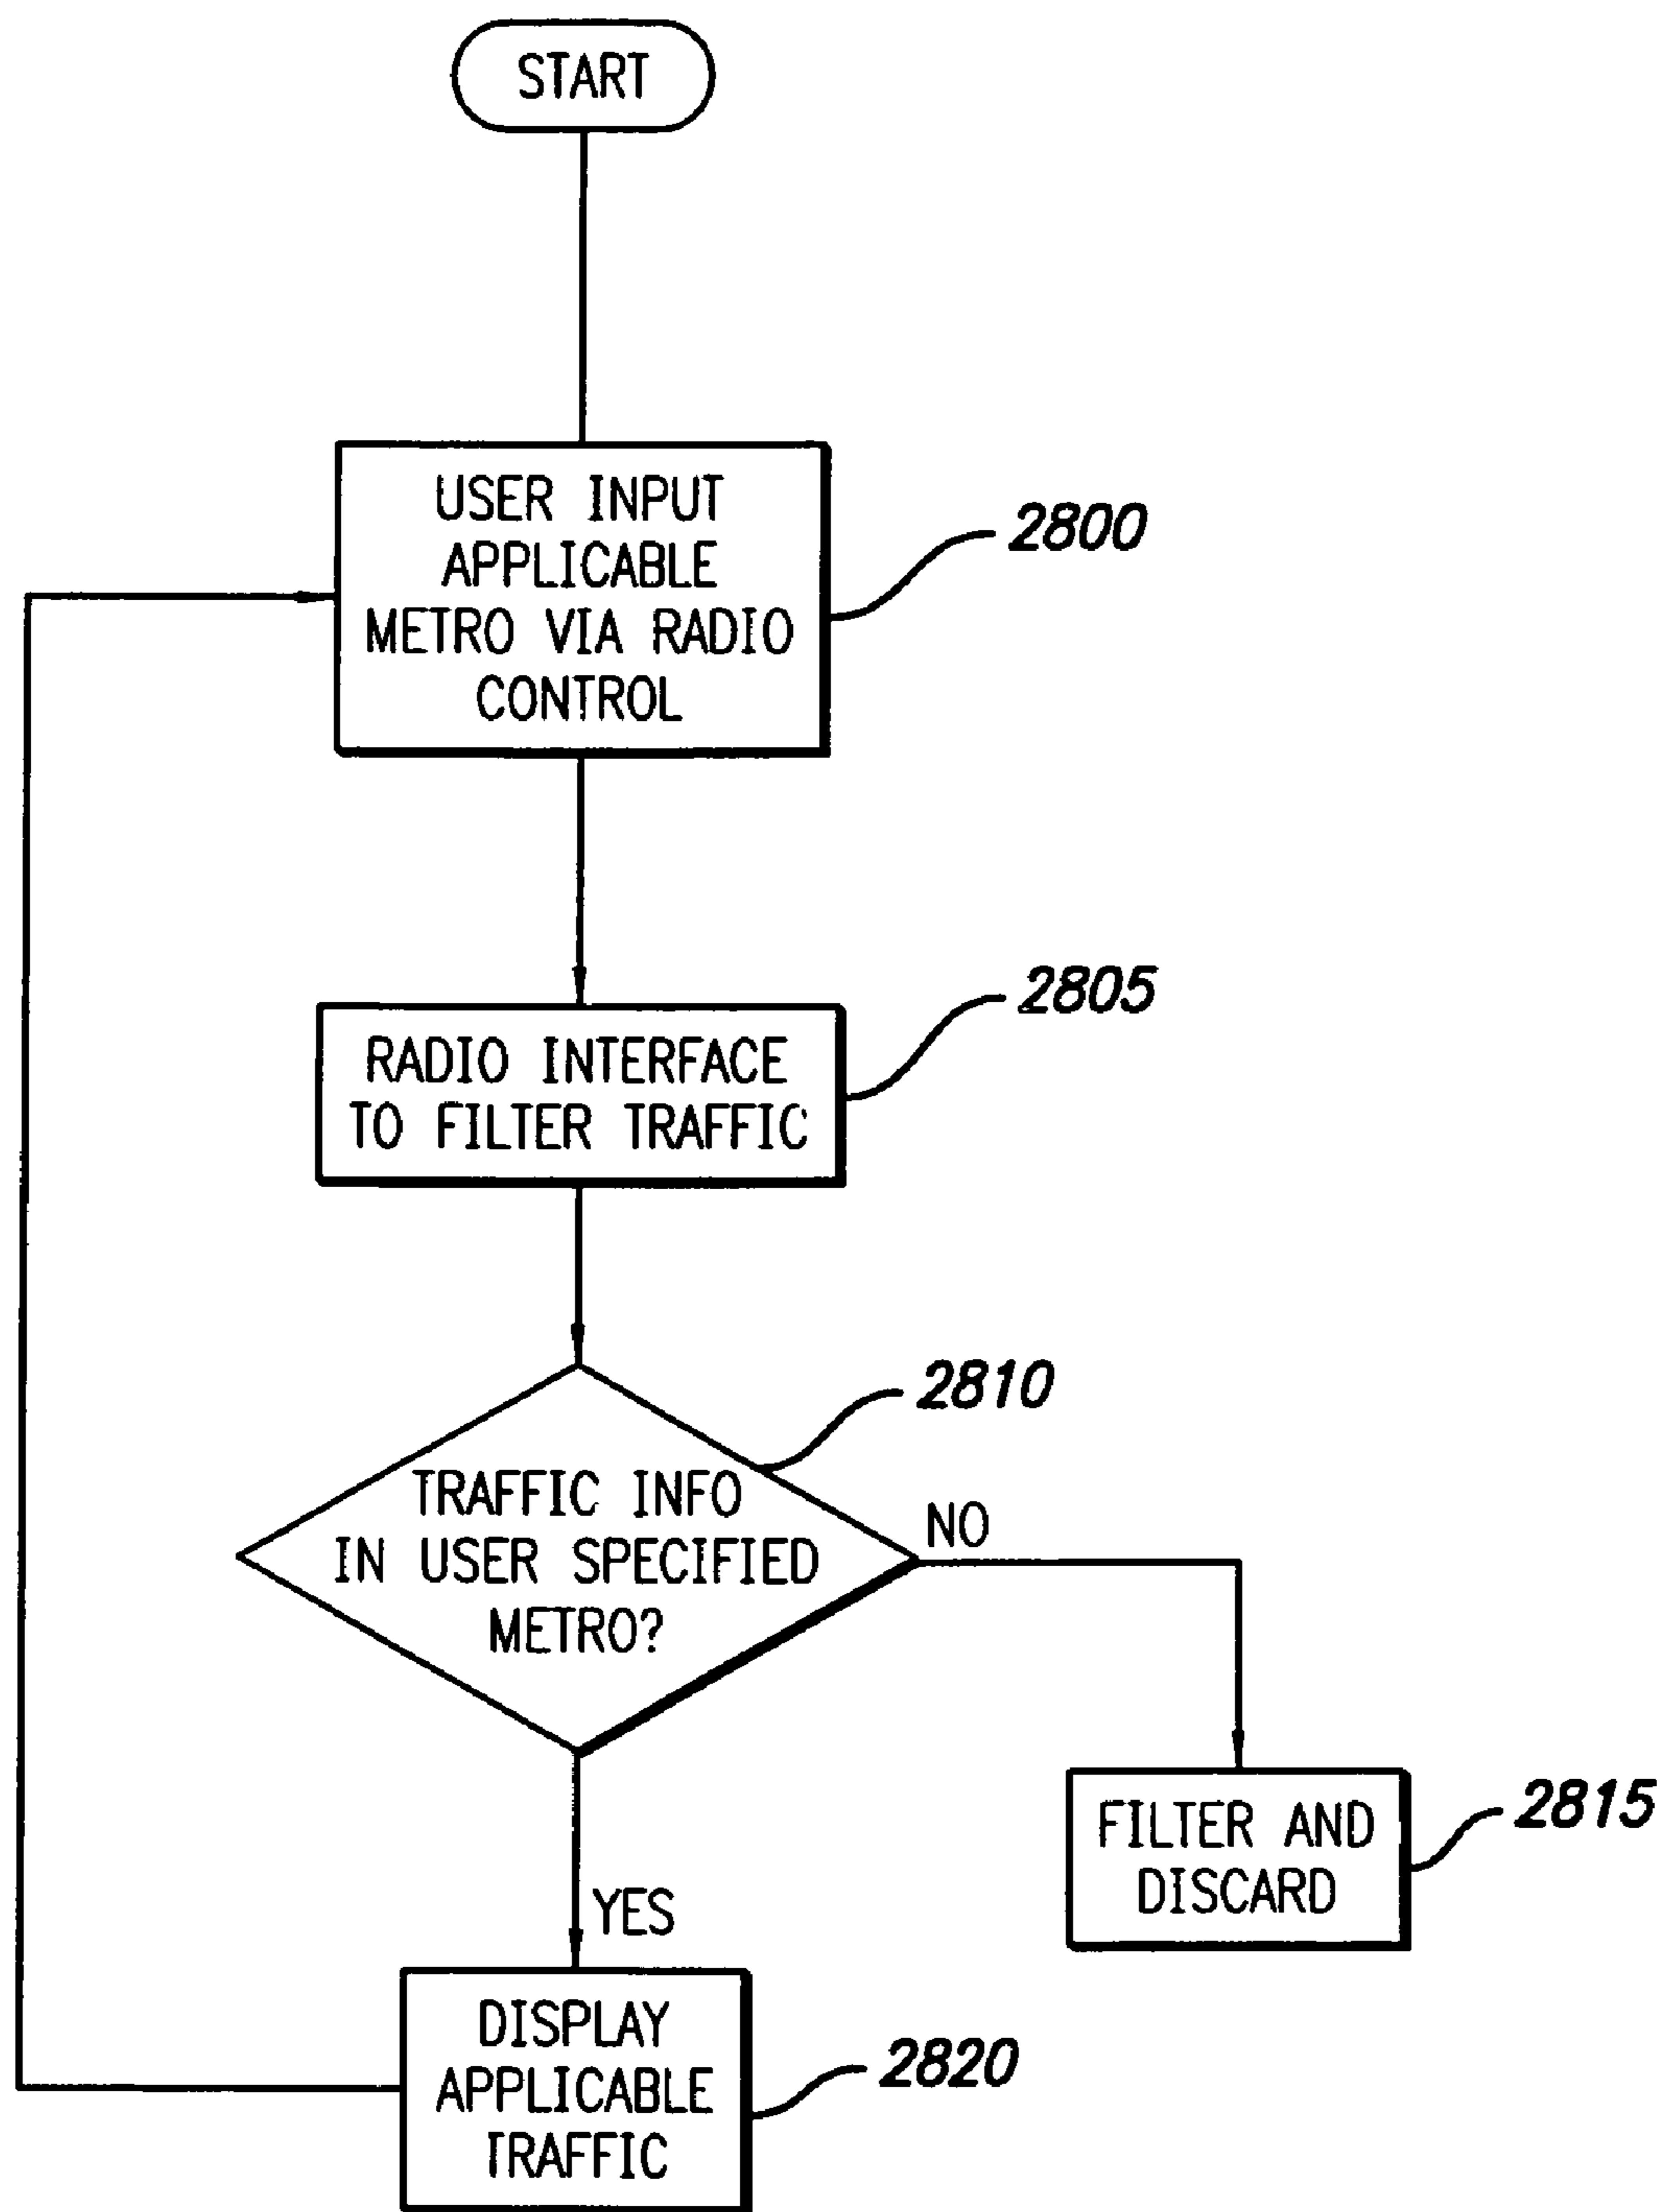 START
USER INPUT
APPLICABLE
METRO VIA RADIO
CONTROL
2800
RADIO INTERFACE
TO FILTER TRAFFIC
2805
TRAFFIC INFO
IN USER SPECIFIED
METRO?
2810
NO
FILTER AND
DISCARD
2815
YES
DISPLAY
APPLICABLE
TRAFFIC
2820